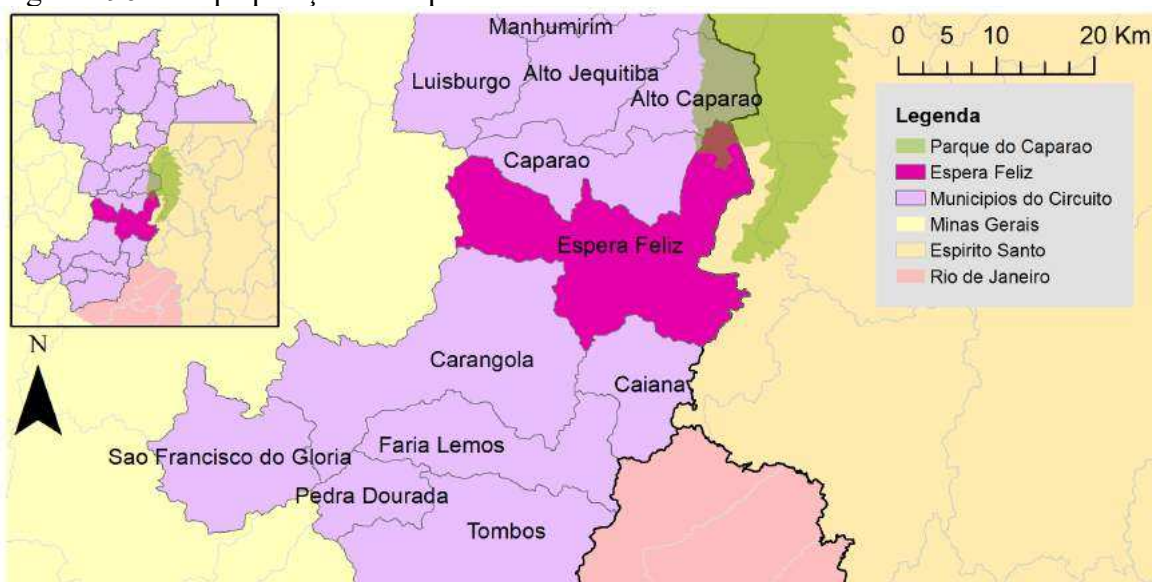 Manhumirim
Luisburgo
Alto Jequitiba
Alto Caparao
Caparao
Espera Feliz
Carangola
Caiana
Faria Lemos
Sao Francisco do Gloria
Pedra Dourada
Tombos
N
0 5 10 20 Km
Legenda
Parque do Caparao
Espera Feliz
Municipios do Circuito
Minas Gerais
Espirito Santo
Rio de Janeiro